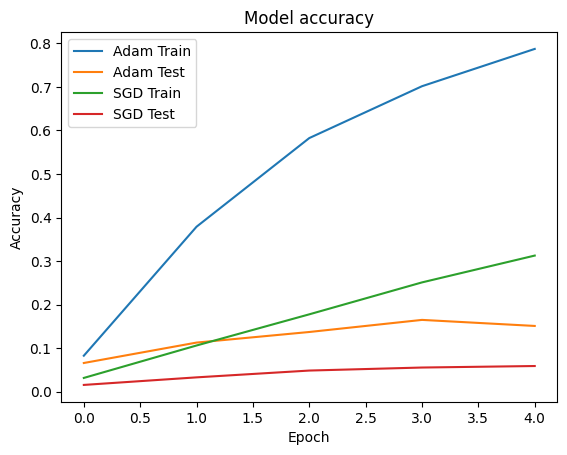 Model accuracy
Adam Train
Adam Test
SGD Train
SGD Test
Accuracy
0.8
0.7
0.6
0.5
0.4
0.3
0.2
0.1
0.0
0.0 0.5 1.0 1.5 2.0 2.5 3.0 3.5 4.0
Epoch